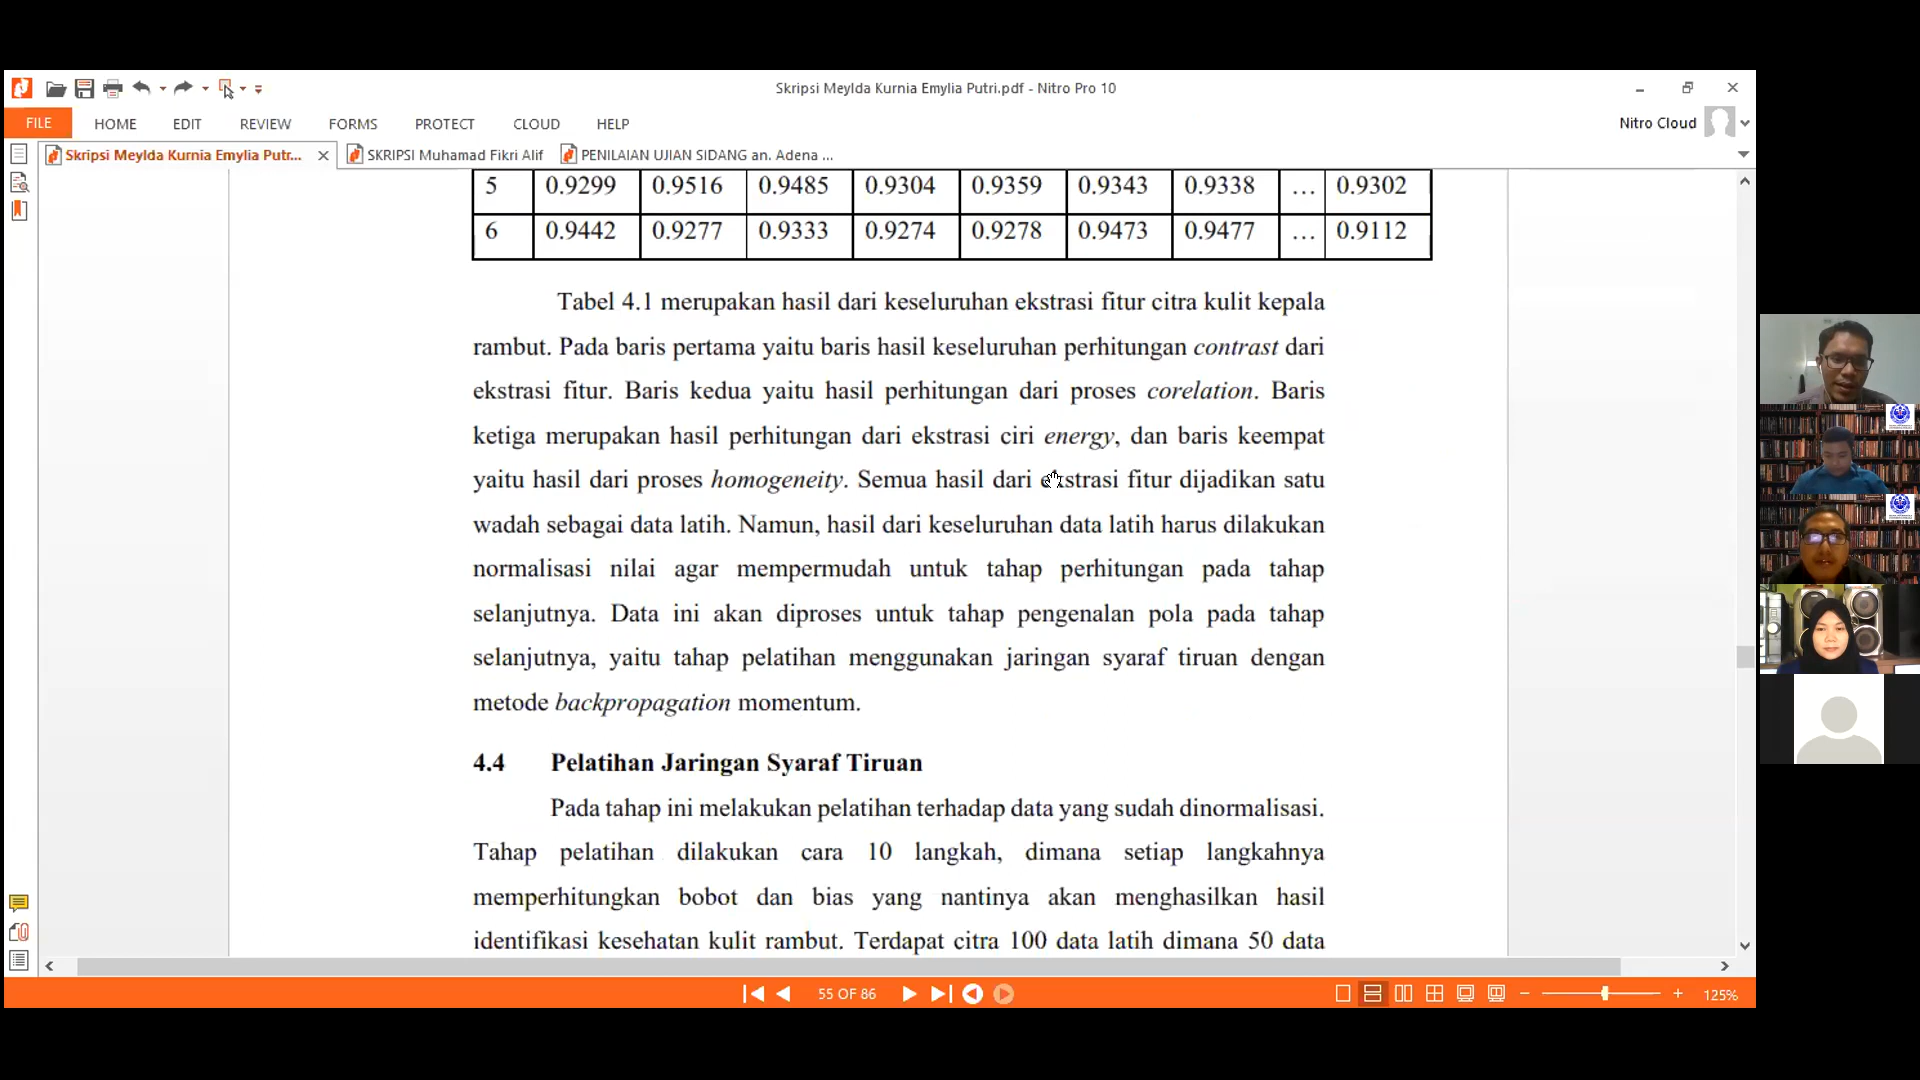 Skripsi Meylda Kurnia Emylia Putri.pdf - Nitro Pro 10
FILE HOME EDIT REVIEW FORMS PROTECT CLOUD HELP Nitro Cloud
Skripsi Meylda Kurnia Emylia Putr... SKRIPSI Muhamad Fikri Alif PENILAIAN UJIAN SIDANG an. Adena ...
5 0.9299 0.9516 0.9485 0.9304 0.9359 0.9343 0.9338 ... 0.9302
6 0.9442 0.9277 0.9333 0.9274 0.9278 0.9473 0.9477 ... 0.9112
Tabel 4.1 merupakan hasil dari keseluruhan ekstrasi fitur citra kulit kepala
rambut. Pada baris pertama yaitu baris hasil keseluruhan perhitungan contrast dari
ekstrasi fitur. Baris kedua yaitu hasil perhitungan dari proses corelation. Baris
ketiga merupakan hasil perhitungan dari ekstrasi ciri energy, dan baris keempat
yaitu hasil dari proses homogeneity. Semua hasil dari ekstrasi fitur dijadikan satu
wadah sebagai data latih. Namun, hasil dari keseluruhan data latih harus dilakukan
normalisasi nilai agar mempermudah untuk tahap perhitungan pada tahap
selanjutnya. Data ini akan diproses untuk tahap pengenalan pola pada tahap
selanjutnya, yaitu tahap pelatihan menggunakan jaringan syaraf tiruan dengan
metode backpropagation momentum.
4.4 Pelatihan Jaringan Syaraf Tiruan
Pada tahap ini melakukan pelatihan terhadap data yang sudah dinormalisasi.
Tahap pelatihan dilakukan cara 10 langkah, dimana setiap langkahnya
memperhitungkan bobot dan bias yang nantinya akan menghasilkan hasil
identifikasi kesehatan kulit rambut. Terdapat citra 100 data latih dimana 50 data
55 OF 86
125%